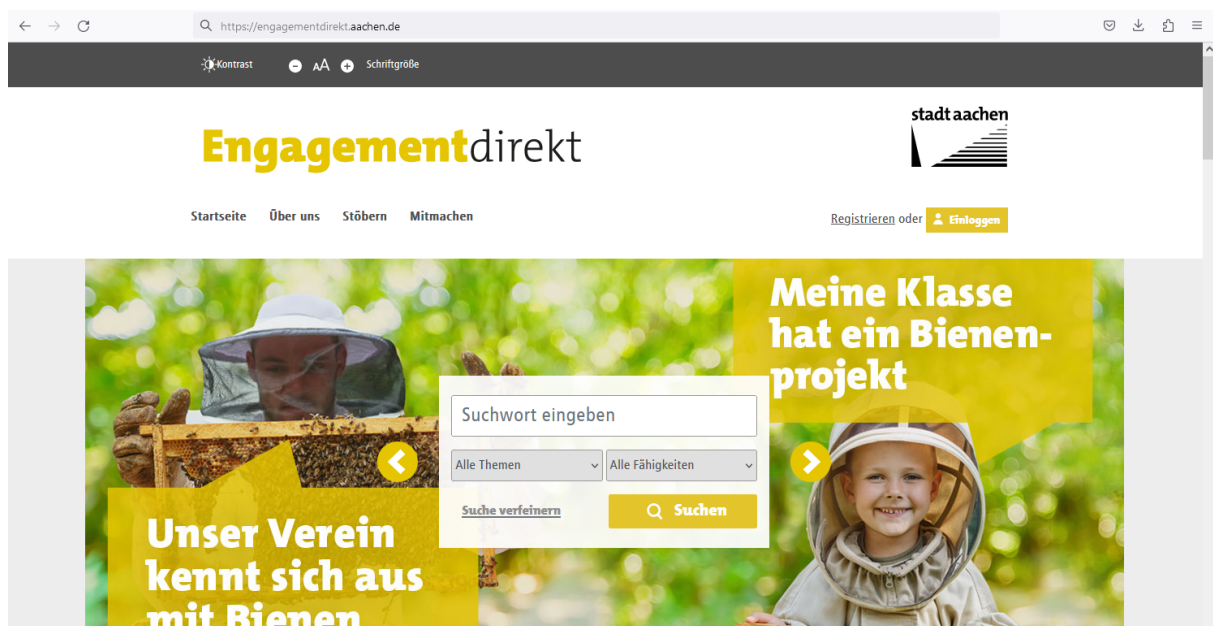 https://engagementdirekt.aachen.de
Kontrast
AA
Schriftgröße
Engagementdirekt
stadt aachen
Startseite Über uns Stöbern Mitmachen
Registrieren oder Einloggen
Meine Klasse
hat ein Bienen-
projekt
Suchwort eingeben
Alle Themen
Alle Fähigkeiten
Suche verfeinern
Suchen
Unser Verein
kennt sich aus
mit Bienen